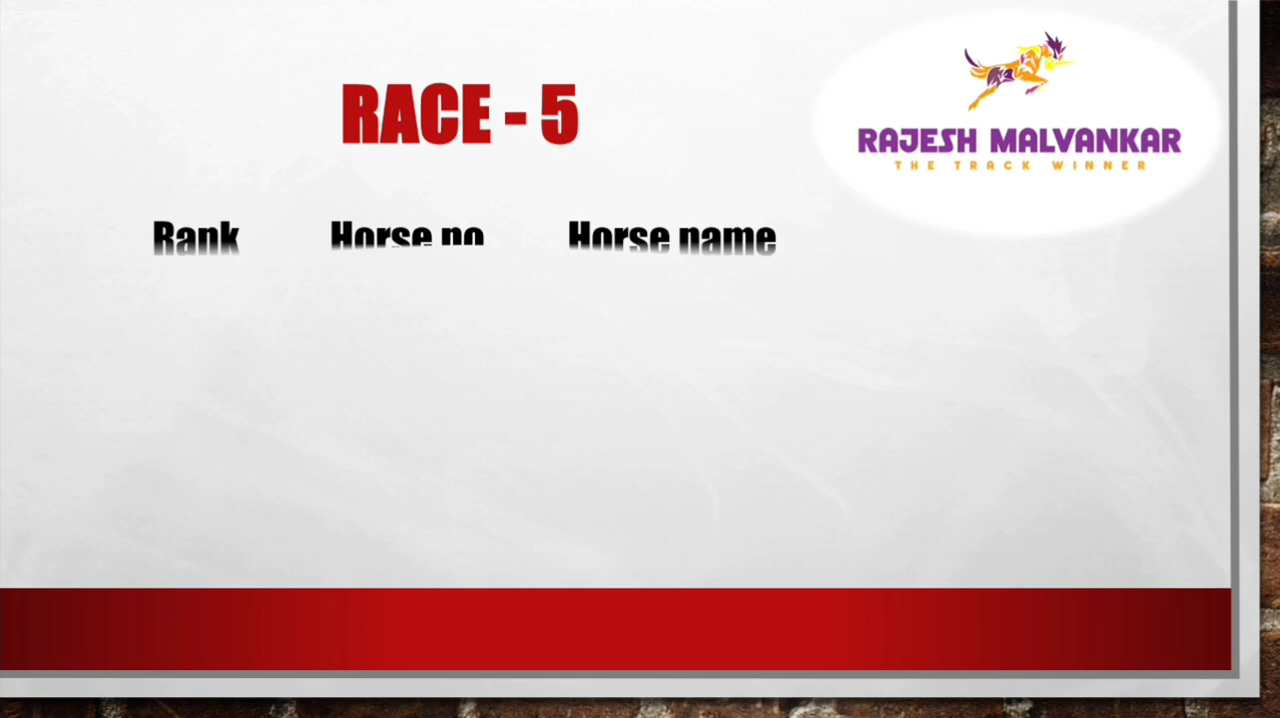 RACE - 5
RAJESH MALVANKAR
THE TRACK WINNER
Rank Horse no Horse name